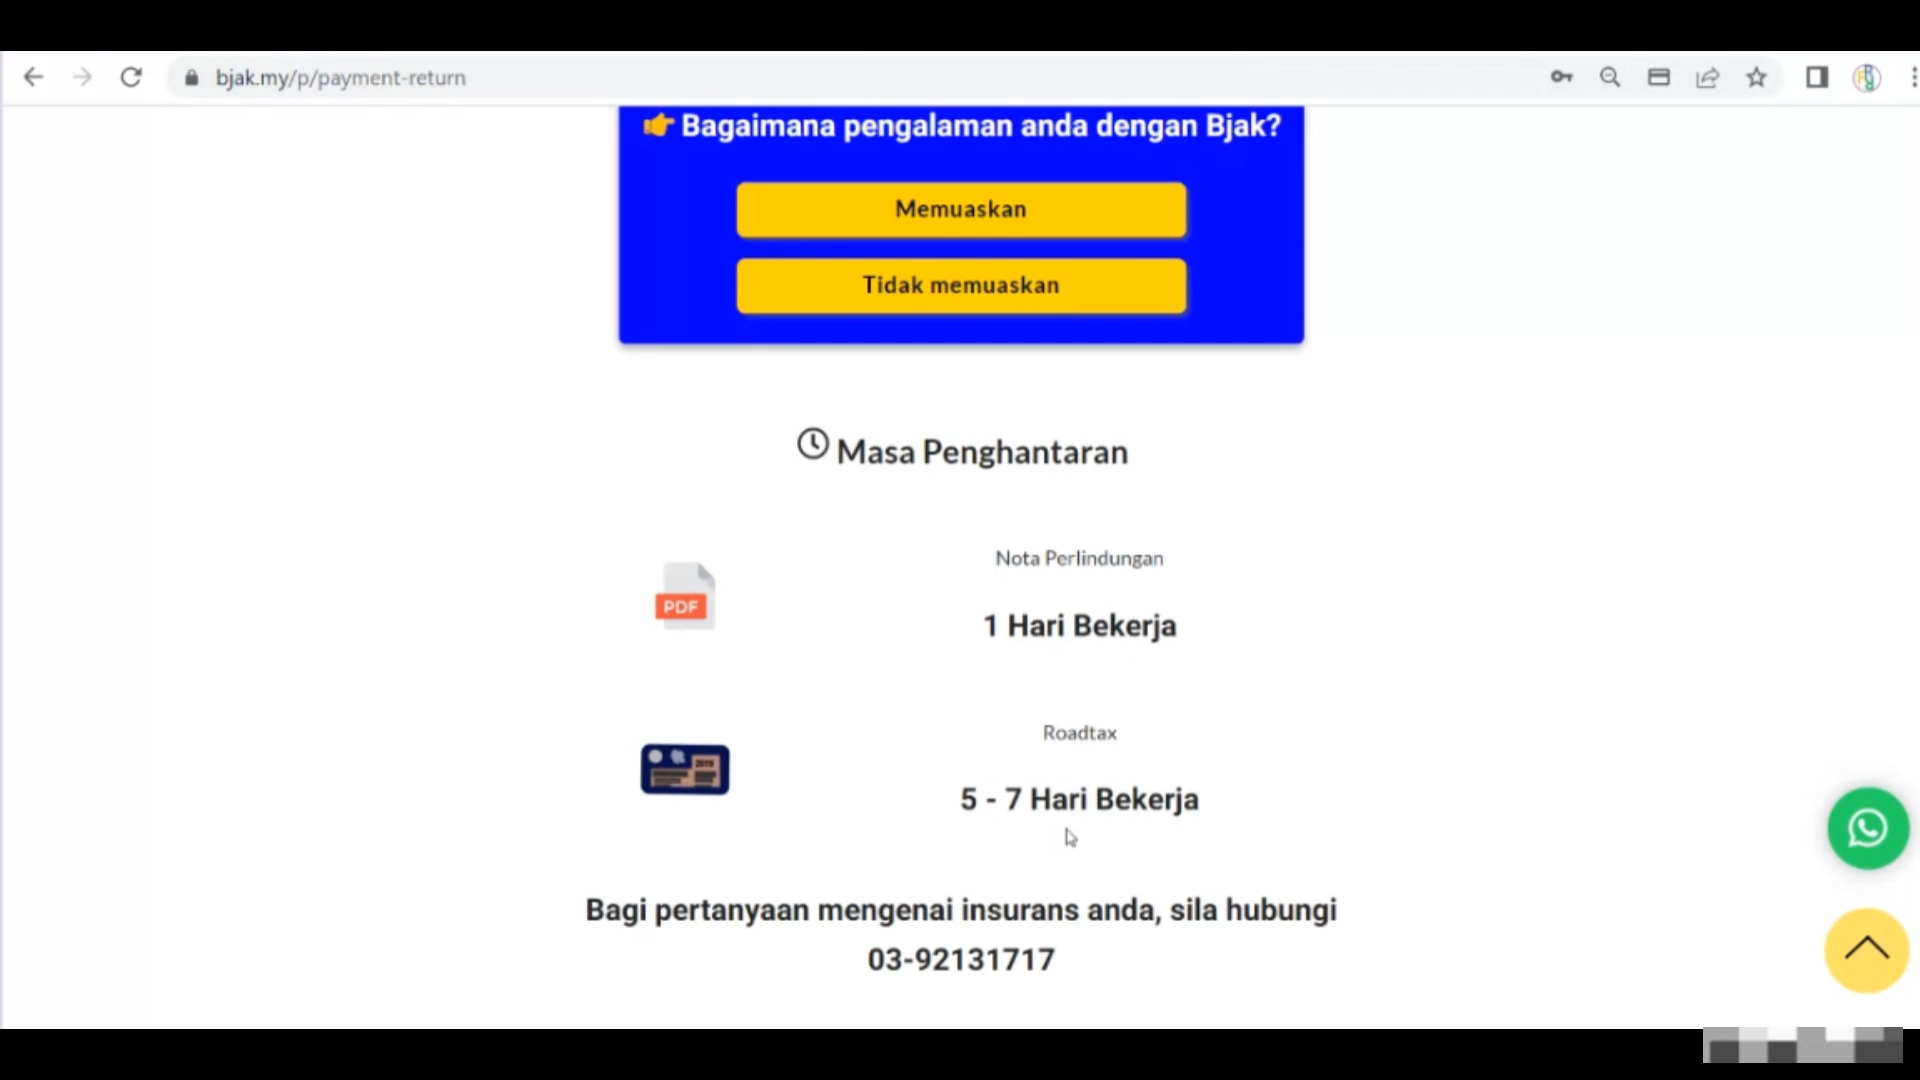 bjak.my/p/payment-return
Bagaimana pengalaman anda dengan Bjak?
Memuaskan
Tidak memuaskan
Masa Penghantaran
Nota Perlindungan
PDF
1 Hari Bekerja
Roadtax
2019
5 - 7 Hari Bekerja
Bagi pertanyaan mengenai insurans anda, sila hubungi
03-92131717